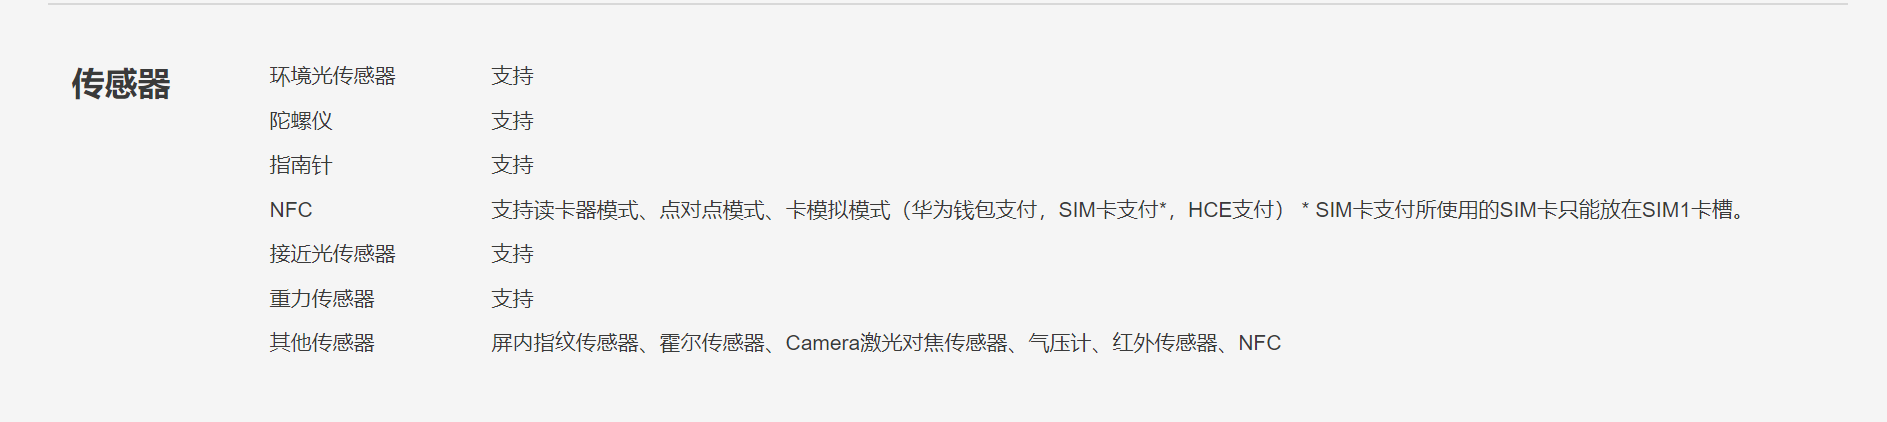 传感器
环境光传感器 支持
陀螺仪 支持
指南针 支持
NFC 支持读卡器模式、点对点模式、卡模拟模式（华为钱包支付，SIM卡支付*，HCE支付） * SIM卡支付所使用的SIM卡只能放在SIM1卡槽。
接近光传感器 支持
重力传感器 支持
其他传感器 屏内指纹传感器、霍尔传感器、Camera激光对焦传感器、气压计、红外传感器、NFC